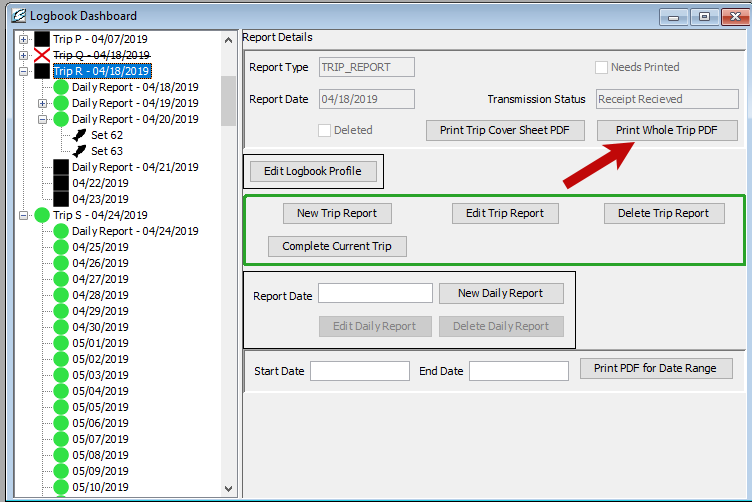 Logbook Dashboard
Trip P - 04/07/2019
Trip Q - 04/18/2019
Trip R - 04/18/2019
Daily Report - 04/18/2019
Daily Report - 04/19/2019
Daily Report - 04/20/2019
Set 62
Set 63
Daily Report - 04/21/2019
04/22/2019
04/23/2019
Trip S - 04/24/2019
Daily Report - 04/24/2019
04/25/2019
04/26/2019
04/27/2019
04/28/2019
04/29/2019
04/30/2019
05/01/2019
05/02/2019
05/03/2019
05/04/2019
05/05/2019
05/06/2019
05/07/2019
05/08/2019
05/09/2019
05/10/2019
Report Details
Report Type TRIP_REPORT Needs Printed
Report Date 04/18/2019 Transmission Status Receipt Recieved
Deleted Print Trip Cover Sheet PDF Print Whole Trip PDF
Edit Logbook Profile
New Trip Report Edit Trip Report Delete Trip Report
Complete Current Trip
Report Date New Daily Report
Edit Daily Report Delete Daily Report
Start Date End Date Print PDF for Date Range